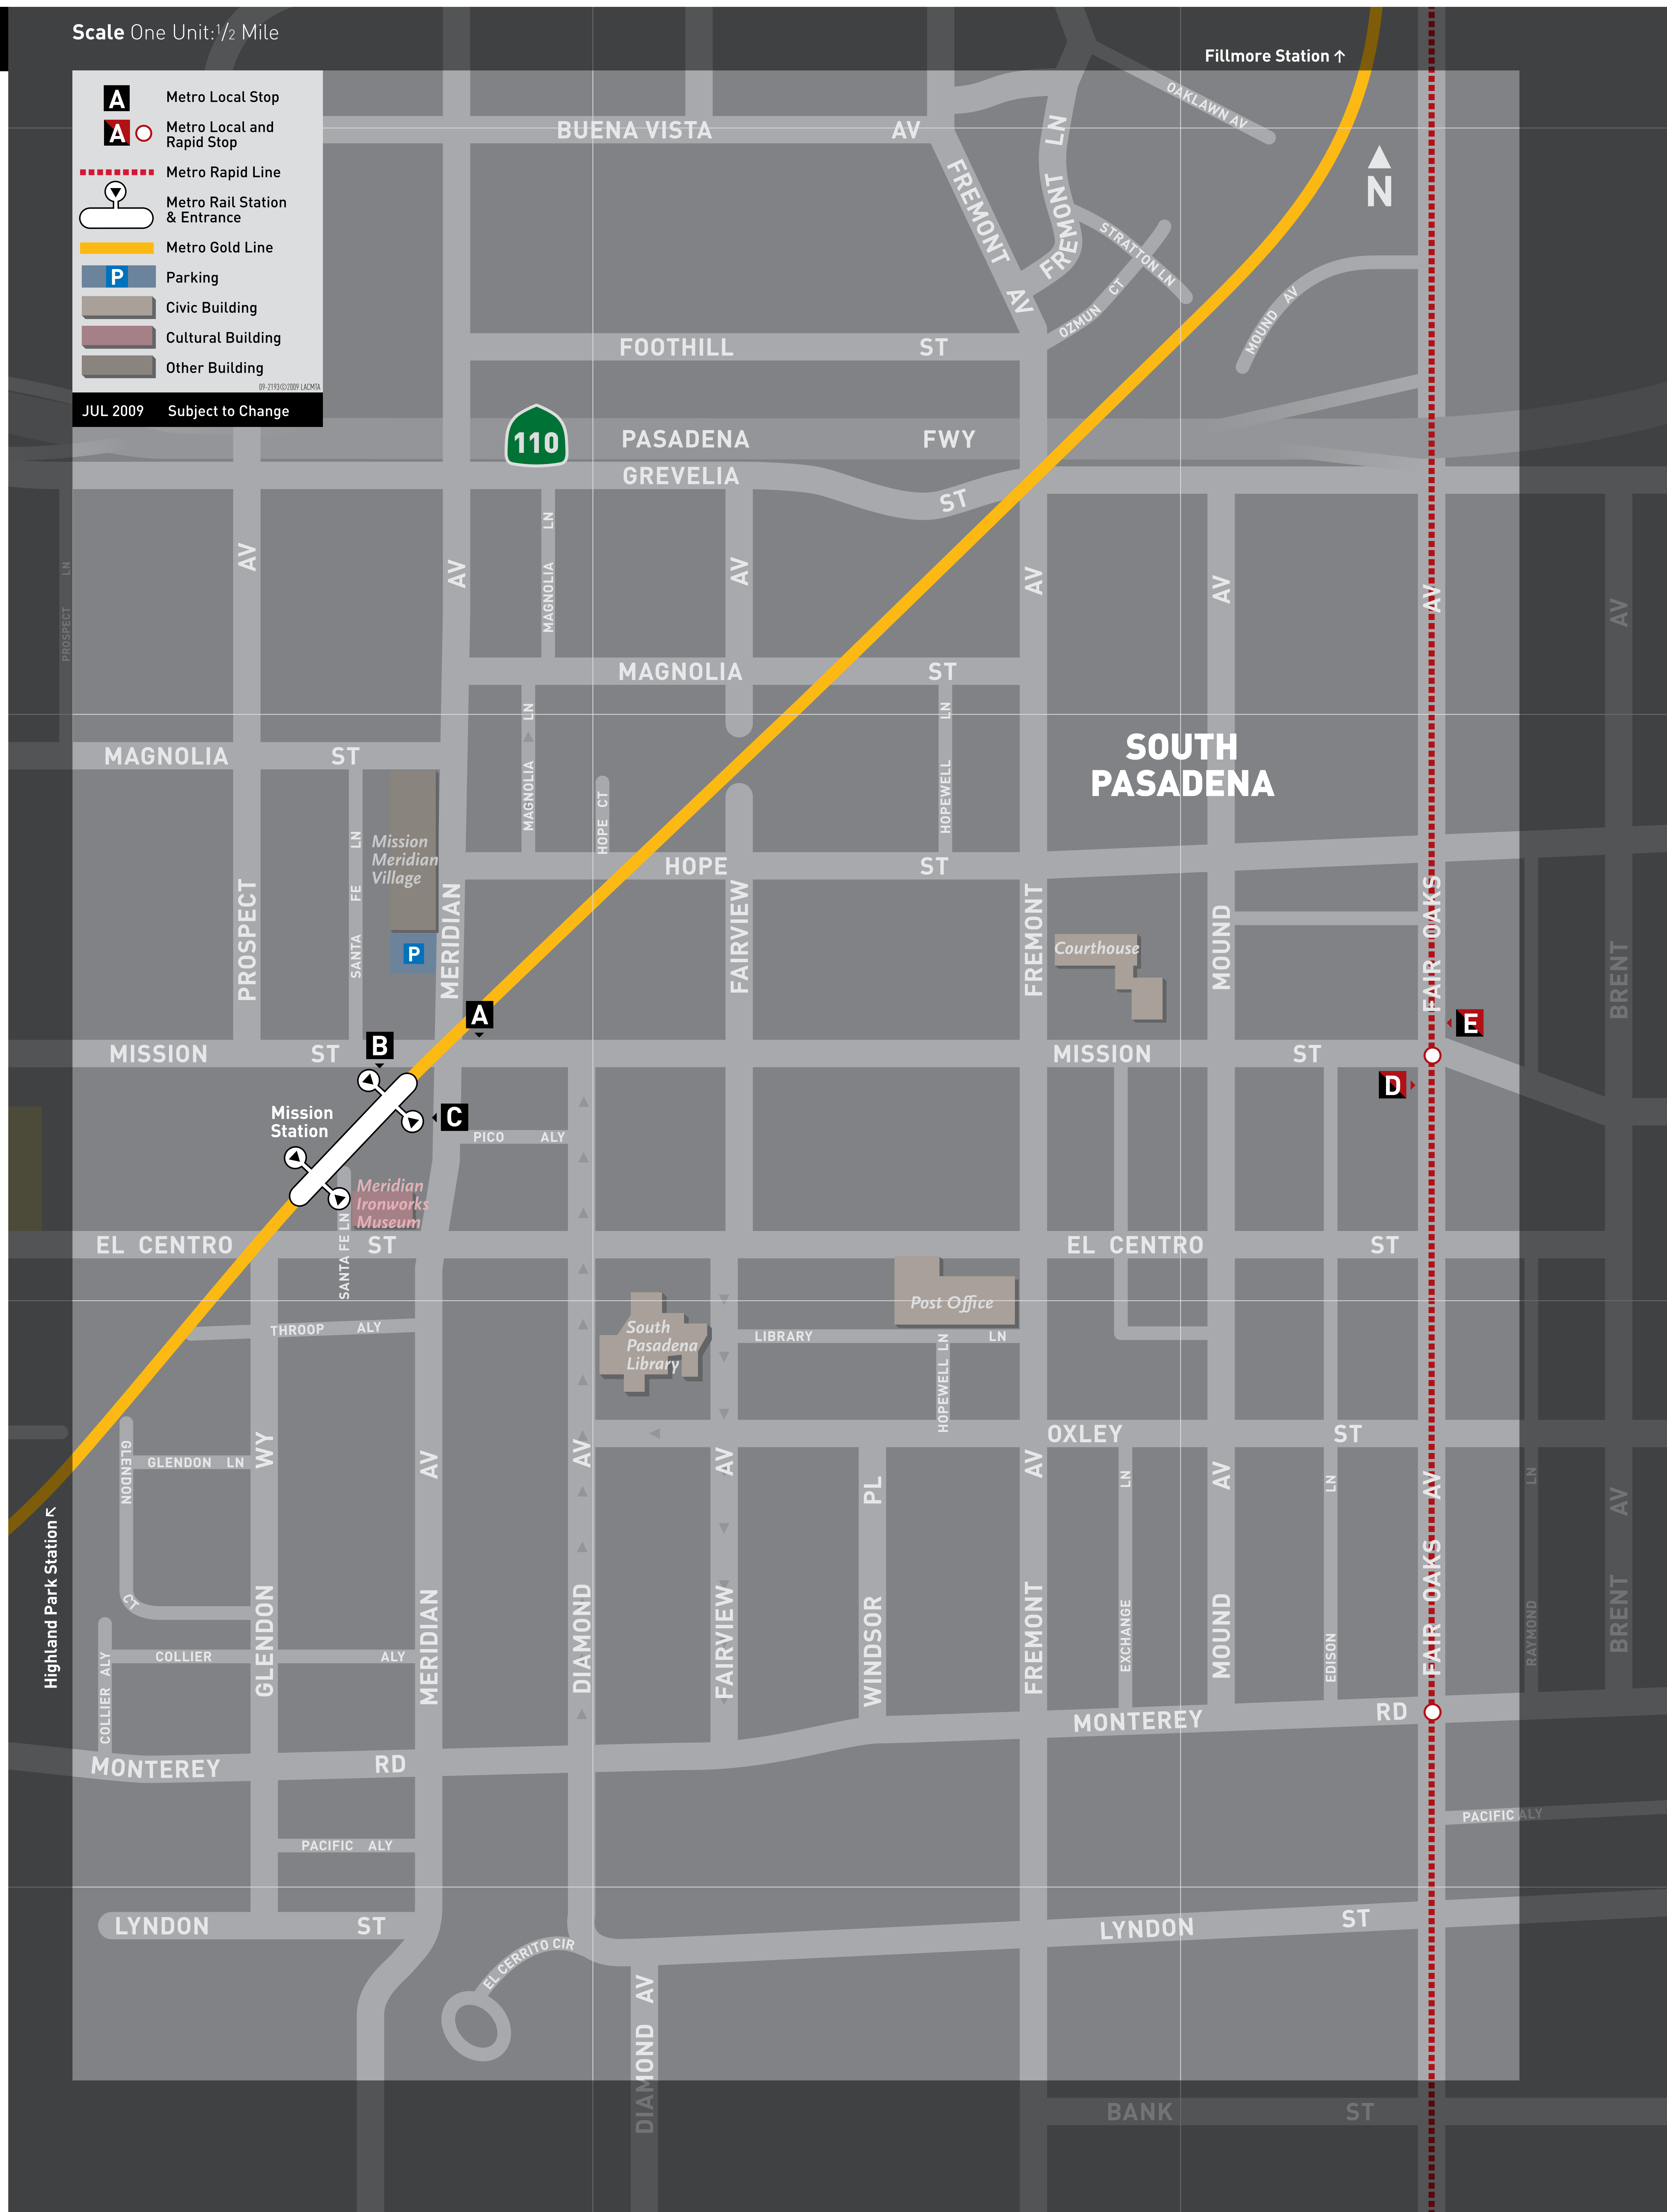 Scale One Unit: 1/2 Mile
Fillmore Station ↑
A Metro Local Stop
A Metro Local and
Rapid Stop
Metro Rapid Line
Metro Rail Station
& Entrance
Metro Gold Line
P Parking
Civic Building
Cultural Building
Other Building
09-2193©2009 LACMTA
JUL 2009 Subject to Change
N
BUENA VISTA AV
OAKLAWN AV
FREMONT AV
FREMONT LN
STRATTON LN
OZMUN CT
MOUND AV
FOOTHILL ST
110
PASADENA FWY
GREVELIA ST
PROSPECT LN
PROSPECT AV
MERIDIAN AV
MAGNOLIA LN
FAIRVIEW AV
FREMONT AV
MOUND AV
FAIR OAKS AV
BRENT AV
MAGNOLIA ST
MAGNOLIA ST
SOUTH
PASADENA
SANTA FE LN
Mission
Meridian
Village
P
MAGNOLIA LN
HOPE CT
HOPEWELL LN
HOPE ST
Courthouse
A
B
C
D
E
MISSION ST
MISSION ST
Mission
Station
PICO ALY
Meridian
Ironworks
Museum
EL CENTRO ST
EL CENTRO ST
SANTA FE LN
THROOP ALY
South
Pasadena
Library
Post Office
LIBRARY LN
HOPEWELL LN
OXLEY ST
Highland Park Station ↖
GLENDON CT
GLENDON LN
GLENDON WY
MERIDIAN AV
DIAMOND AV
FAIRVIEW AV
WINDSOR PL
FREMONT AV
EXCHANGE LN
MOUND AV
EDISON LN
FAIR OAKS AV
RAYMOND LN
BRENT AV
COLLIER ALY
COLLIER ALY
MONTEREY RD
MONTEREY RD
PACIFIC ALY
PACIFIC ALY
LYNDON ST
LYNDON ST
EL CERRITO CIR
DIAMOND AV
BANK ST